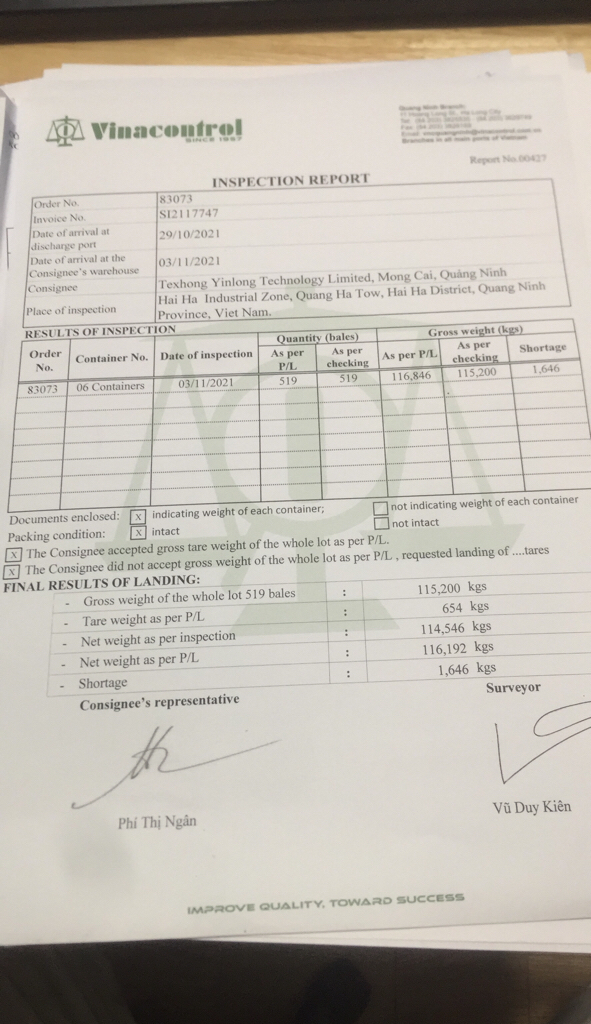 Vinacontrol
SINCE 1957
Quang Ninh Branch:
Branches in all main ports of Vietnam
Report No.00427
INSPECTION REPORT
Order No. 83073
Invoice No. SI2117747
Date of arrival at discharge port 29/10/2021
Date of arrival at the Consignee's warehouse 03/11/2021
Consignee Texhong Yinlong Technology Limited, Mong Cai, Quảng Ninh
Place of inspection Hai Ha Industrial Zone, Quang Ha Tow, Hai Ha District, Quang Ninh
Province, Viet Nam.
RESULTS OF INSPECTION
Order No. Container No. Date of inspection Quantity (bales) Gross weight (kgs)
As per P/L As per checking As per P/L As per checking Shortage
83073 06 Containers 03/11/2021 519 519 116,846 115,200 1,646
Documents enclosed: x indicating weight of each container; not indicating weight of each container
Packing condition: x intact not intact
x The Consignee accepted gross tare weight of the whole lot as per P/L.
x The Consignee did not accept gross weight of the whole lot as per P/L , requested landing of ....tares
FINAL RESULTS OF LANDING:
- Gross weight of the whole lot 519 bales : 115,200 kgs
- Tare weight as per P/L : 654 kgs
- Net weight as per inspection : 114,546 kgs
- Net weight as per P/L : 116,192 kgs
- Shortage : 1,646 kgs
Consignee's representative Surveyor
Phí Thị Ngân Vũ Duy Kiên
IMPROVE QUALITY, TOWARD SUCCESS